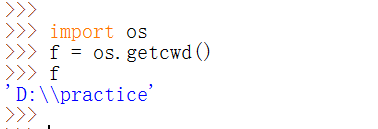 >>>
>>> import os
>>> f = os.getcwd()
>>> f
'D:\\practice'
>>>